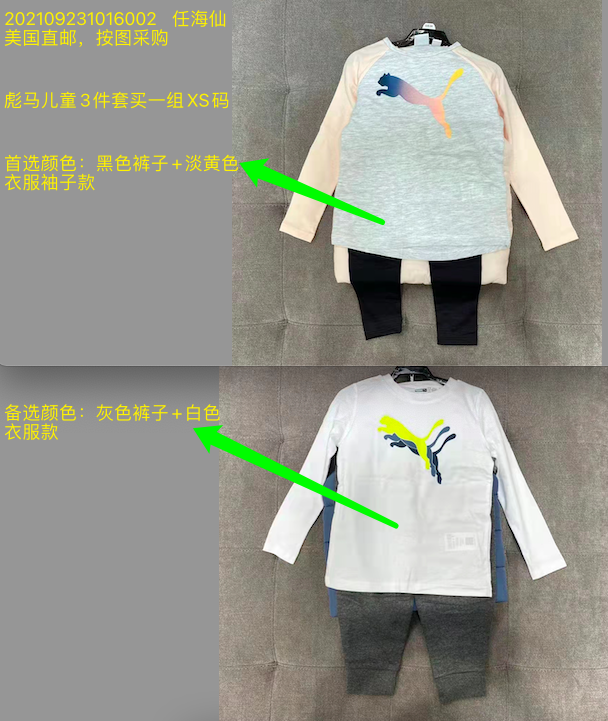 202109231016002 任海仙
美国直邮，按图采购
彪马儿童3件套买一组XS码
首选颜色：黑色裤子+淡黄色
衣服袖子款
备选颜色：灰色裤子+白色
衣服款